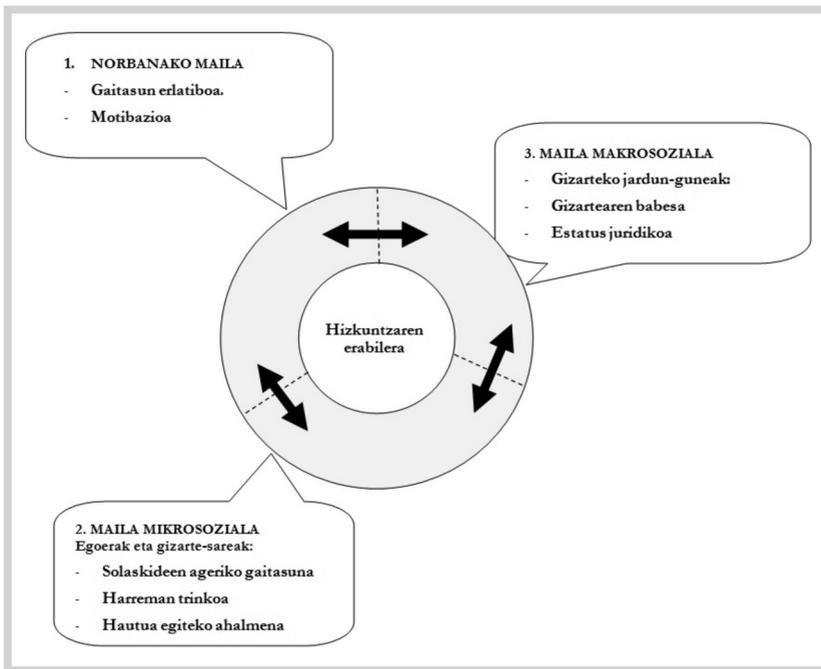 1. NORBANAKO MAILA
- Gaitasun erlatiboa.
- Motibazioa
3. MAILA MAKROSOZIALA
- Gizarteko jardun-guneak:
- Gizartearen babesa
- Estatus juridikoa
Hizkuntzaren
erabilera
2. MAILA MIKROSOZIALA
Egoerak eta gizarte-sareak:
- Solaskideen ageriko gaitasuna
- Harreman trinkoa
- Hautua egiteko ahalmena